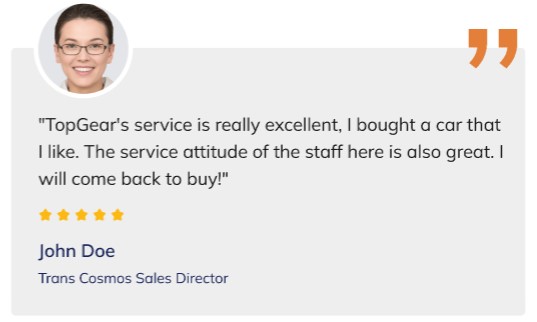 "TopGear's service is really excellent, I bought a car that
I like. The service attitude of the staff here is also great. I
will come back to buy!"
John Doe
Trans Cosmos Sales Director